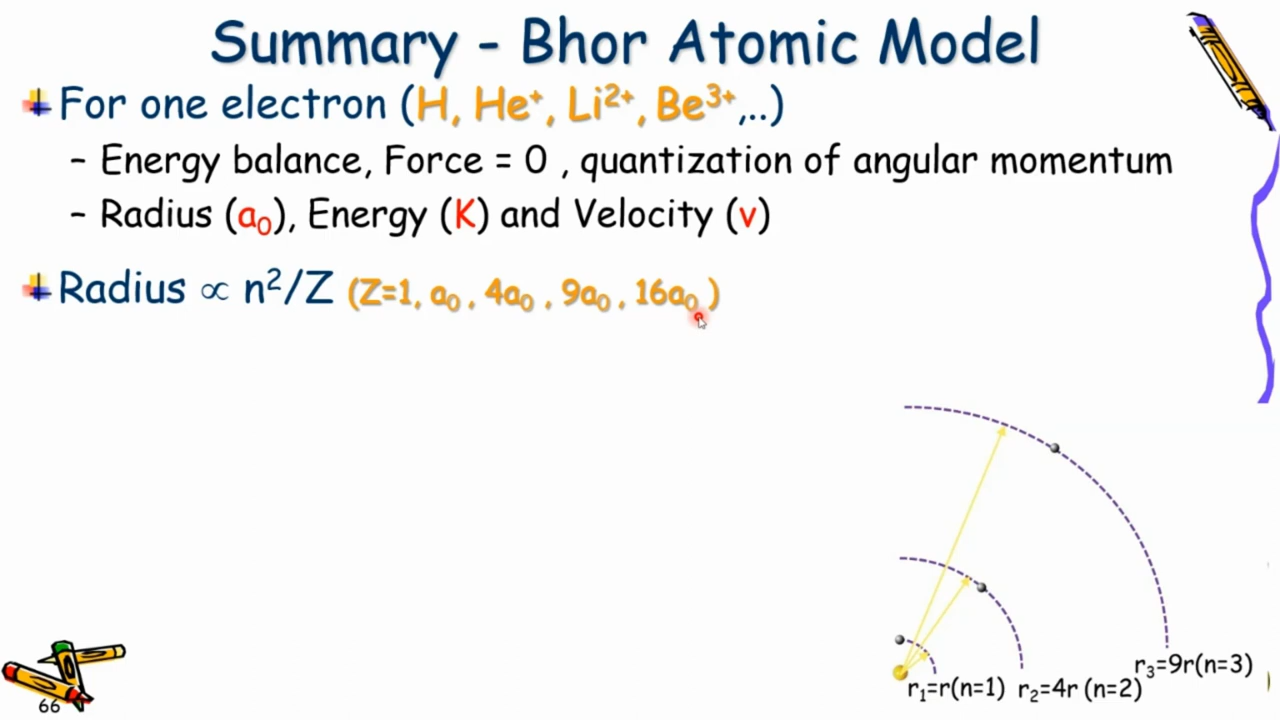 Summary - Bhor Atomic Model
For one electron (H, He⁺, Li²⁺, Be³⁺,..)
– Energy balance, Force = 0 , quantization of angular momentum
– Radius (a₀), Energy (K) and Velocity (v)
Radius ∝ n²/Z (Z=1, a₀ , 4a₀ , 9a₀ , 16a₀ )
r₃=9r(n=3)
r₁=r(n=1) r₂=4r (n=2)
66